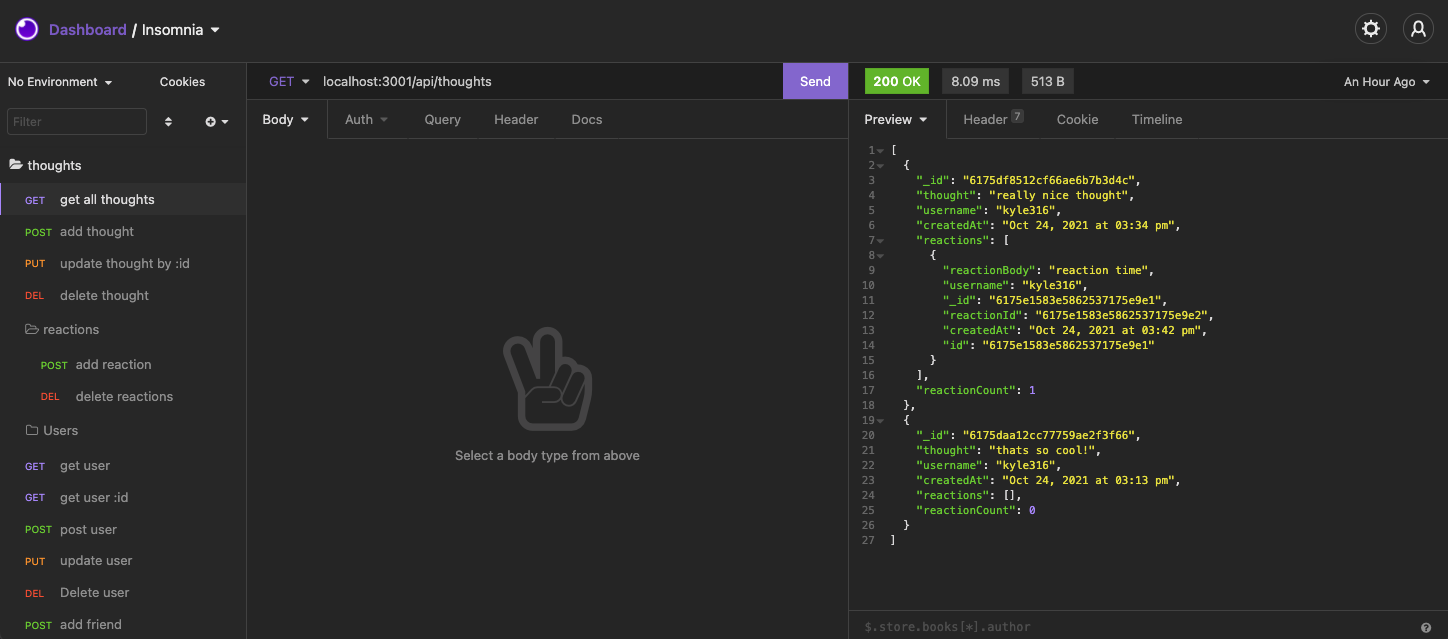 Dashboard / Insomnia
No Environment Cookies
Filter
thoughts
GET get all thoughts
POST add thought
PUT update thought by :id
DEL delete thought
reactions
POST add reaction
DEL delete reactions
Users
GET get user
GET get user :id
POST post user
PUT update user
DEL Delete user
POST add friend
GET localhost:3001/api/thoughts Send
Body Auth Query Header Docs
Select a body type from above
200 OK 8.09 ms 513 B An Hour Ago
Preview Header 7 Cookie Timeline
1 [
2 {
3 "_id": "6175df8512cf66ae6b7b3d4c",
4 "thought": "really nice thought",
5 "username": "kyle316",
6 "createdAt": "Oct 24, 2021 at 03:34 pm",
7 "reactions": [
8 {
9 "reactionBody": "reaction time",
10 "username": "kyle316",
11 "_id": "6175e1583e5862537175e9e1",
12 "reactionId": "6175e1583e5862537175e9e2",
13 "createdAt": "Oct 24, 2021 at 03:42 pm",
14 "id": "6175e1583e5862537175e9e1"
15 }
16 ],
17 "reactionCount": 1
18 },
19 {
20 "_id": "6175daa12cc77759ae2f3f66",
21 "thought": "thats so cool!",
22 "username": "kyle316",
23 "createdAt": "Oct 24, 2021 at 03:13 pm",
24 "reactions": [],
25 "reactionCount": 0
26 }
27 ]
$.store.books[*].author